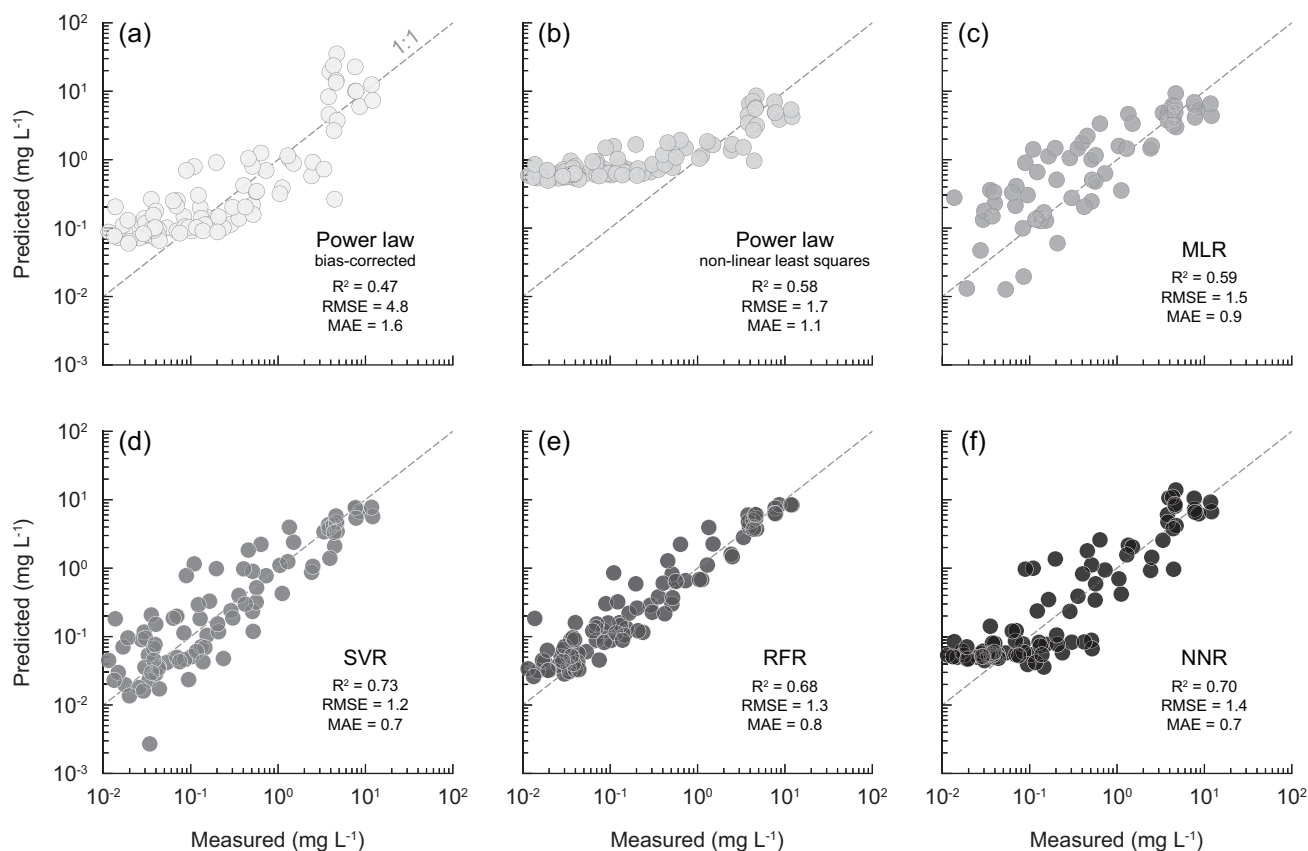 (a)
1:1
Power law
bias-corrected
R² = 0.47
RMSE = 4.8
MAE = 1.6
10²
10¹
10⁰
10⁻¹
10⁻²
10⁻³
Predicted (mg L⁻¹)
(b)
Power law
non-linear least squares
R² = 0.58
RMSE = 1.7
MAE = 1.1
(c)
MLR
R² = 0.59
RMSE = 1.5
MAE = 0.9
(d)
SVR
R² = 0.73
RMSE = 1.2
MAE = 0.7
10²
10¹
10⁰
10⁻¹
10⁻²
10⁻³
Predicted (mg L⁻¹)
10⁻² 10⁻¹ 10⁰ 10¹ 10²
Measured (mg L⁻¹)
(e)
RFR
R² = 0.68
RMSE = 1.3
MAE = 0.8
10⁻² 10⁻¹ 10⁰ 10¹ 10²
Measured (mg L⁻¹)
(f)
NNR
R² = 0.70
RMSE = 1.4
MAE = 0.7
10⁻² 10⁻¹ 10⁰ 10¹ 10²
Measured (mg L⁻¹)